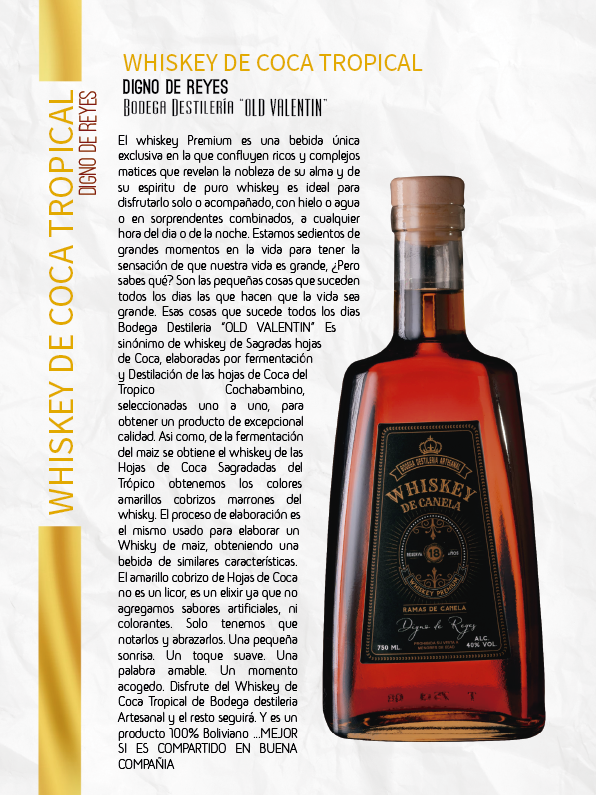 WHISKEY DE COCA TROPICAL
DIGNO DE REYES
WHISKEY DE COCA TROPICAL
DIGNO DE REYES
Bodega Destilería "OLD VALENTIN"
El whiskey Premium es una bebida única
exclusiva en la que confluyen ricos y complejos
matices que revelan la nobleza de su alma y de
su espiritu de puro whiskey es ideal para
disfrutarlo solo o acompañado, con hielo o agua
o en sorprendentes combinados, a cualquier
hora del dia o de la noche. Estamos sedientos de
grandes momentos en la vida para tener la
sensación de que nuestra vida es grande, ¿Pero
sabes qué? Son las pequeñas cosas que suceden
todos los dias las que hacen que la vida sea
grande. Esas cosas que sucede todos los dias
Bodega Destileria "OLD VALENTIN" Es
sinónimo de whiskey de Sagradas hojas
de Coca, elaboradas por fermentación
y Destilación de las hojas de Coca del
Tropico Cochabambino,
seleccionadas uno a uno, para
obtener un producto de excepcional
calidad. Asi como, de la fermentación
del maiz se obtiene el whiskey de las
Hojas de Coca Sagradadas del
Trópico obtenemos los colores
amarillos cobrizos marrones del
whisky. El proceso de elaboración es
el mismo usado para elaborar un
Whisky de maiz, obteniendo una
bebida de similares características.
El amarillo cobrizo de Hojas de Coca
no es un licor, es un elixir ya que no
agregamos sabores artificiales, ni
colorantes. Solo tenemos que
notarlos y abrazarlos. Una pequeña
sonrisa. Un toque suave. Una
palabra amable. Un momento
acogedo. Disfrute del Whiskey de
Coca Tropical de Bodega destileria
Artesanal y el resto seguirá. Y es un
producto 100% Boliviano ...MEJOR
SI ES COMPARTIDO EN BUENA
COMPAÑIA
BODEGA DESTILERIA ARTESANAL
WHISKEY
DE CANELA
RESERVA 18 AÑOS
WHISKEY PREMIUM
RAMAS DE CANELA
Digno de Reyes
750 ML.
PROHIBIDA SU VENTA A
MENORES DE EDAD
ALC.
40% VOL